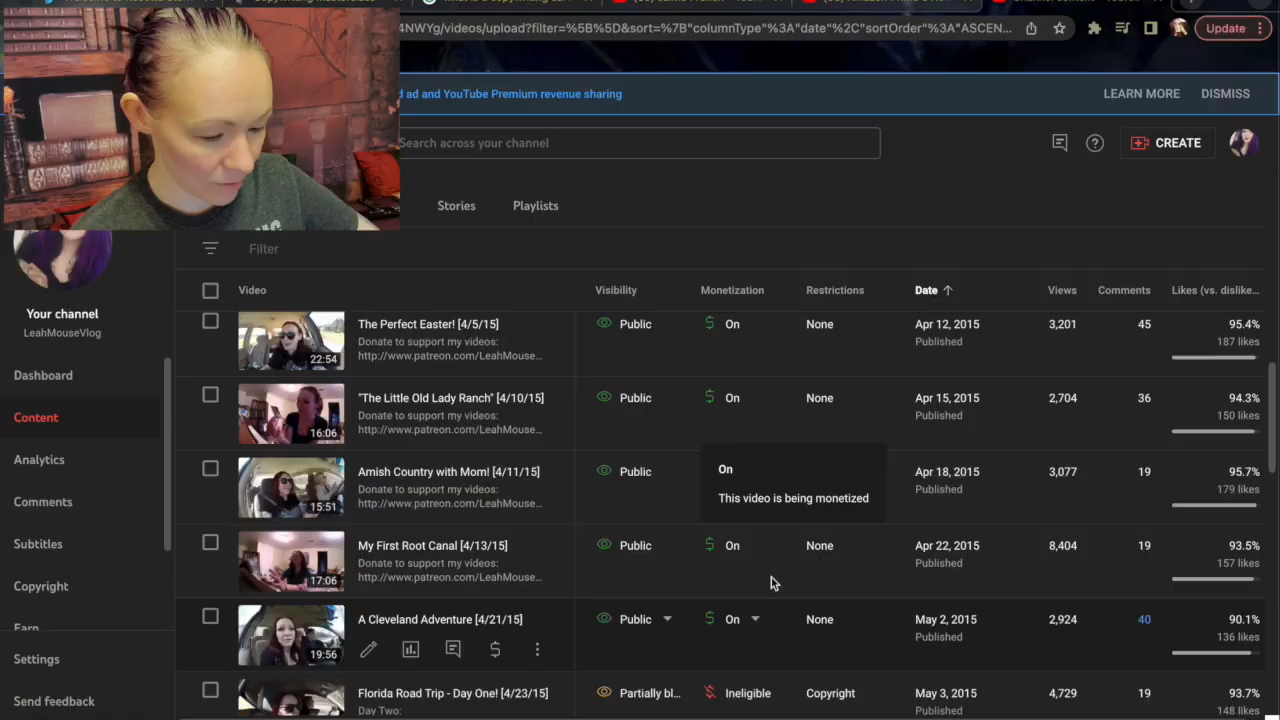 4NWYg/videos/upload?filter=%5B%5D&sort=%7B"columnType"%3A"date"%2C"sortOrder"%3A"ASCEN...
Update
d ad and YouTube Premium revenue sharing
LEARN MORE
DISMISS
Search across your channel
CREATE
Stories
Playlists
Filter
Your channel
LeahMouseVlog
Dashboard
Content
Analytics
Comments
Subtitles
Copyright
Earn
Settings
Send feedback
Video Visibility Monetization Restrictions Date Views Comments Likes (vs. dislike...
The Perfect Easter! [4/5/15] Public On None Apr 12, 2015 3,201 45 95.4%
Donate to support my videos: Published 187 likes
http://www.patreon.com/LeahMouse...
22:54
"The Little Old Lady Ranch" [4/10/15] Public On None Apr 15, 2015 2,704 36 94.3%
Donate to support my videos: Published 150 likes
http://www.patreon.com/LeahMouse...
16:06
Amish Country with Mom! [4/11/15] Public Apr 18, 2015 3,077 19 95.7%
Donate to support my videos: Published 179 likes
http://www.patreon.com/LeahMouse...
15:51
On
This video is being monetized
My First Root Canal [4/13/15] Public On None Apr 22, 2015 8,404 19 93.5%
Donate to support my videos: Published 157 likes
http://www.patreon.com/LeahMouse...
17:06
A Cleveland Adventure [4/21/15] Public On None May 2, 2015 2,924 40 90.1%
Published 136 likes
19:56
Florida Road Trip - Day One! [4/23/15] Partially bl... Ineligible Copyright May 3, 2015 4,729 19 93.7%
Day Two: Published 148 likes